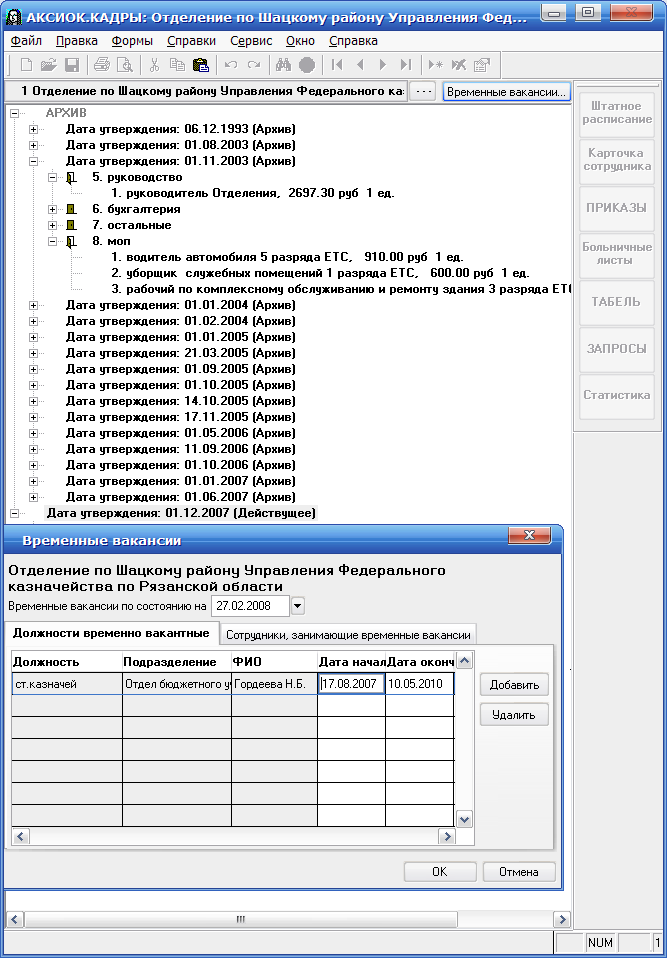 АКСИОК.КАДРЫ: Отделение по Шацкому району Управления Фед...
Файл Правка Формы Справки Сервис Окно Справка
1 Отделение по Шацкому району Управления Федерального ка: ... Временные вакансии...
АРХИВ
Дата утверждения: 06.12.1993 (Архив)
Дата утверждения: 01.08.2003 (Архив)
Дата утверждения: 01.11.2003 (Архив)
5. руководство
1. руководитель Отделения, 2697.30 руб 1 ед.
6. бухгалтерия
7. остальные
8. моп
1. водитель автомобиля 5 разряда ЕТС, 910.00 руб 1 ед.
2. уборщик служебных помещений 1 разряда ЕТС, 600.00 руб 1 ед.
3. рабочий по комплексному обслуживанию и ремонту здания 3 разряда ЕТС
Дата утверждения: 01.01.2004 (Архив)
Дата утверждения: 01.02.2004 (Архив)
Дата утверждения: 01.01.2005 (Архив)
Дата утверждения: 21.03.2005 (Архив)
Дата утверждения: 01.09.2005 (Архив)
Дата утверждения: 01.10.2005 (Архив)
Дата утверждения: 14.10.2005 (Архив)
Дата утверждения: 17.11.2005 (Архив)
Дата утверждения: 01.05.2006 (Архив)
Дата утверждения: 11.09.2006 (Архив)
Дата утверждения: 01.10.2006 (Архив)
Дата утверждения: 01.01.2007 (Архив)
Дата утверждения: 01.06.2007 (Архив)
Дата утверждения: 01.12.2007 (Действущее)
Штатное
расписание
Карточка
сотрудника
ПРИКАЗЫ
Больничные
листы
ТАБЕЛЬ
ЗАПРОСЫ
Статистика
Временные вакансии
Отделение по Шацкому району Управления Федерального
казначейства по Рязанской области
Временные вакансии по состоянию на 27.02.2008
Должности временно вакантные Сотрудники, занимающие временные вакансии
Должность Подразделение ФИО Дата начал Дата оконч
ст.казначей Отдел бюджетного уч Гордеева Н.Б. 17.08.2007 10.05.2010
Добавить
Удалить
OK Отмена
NUM 1